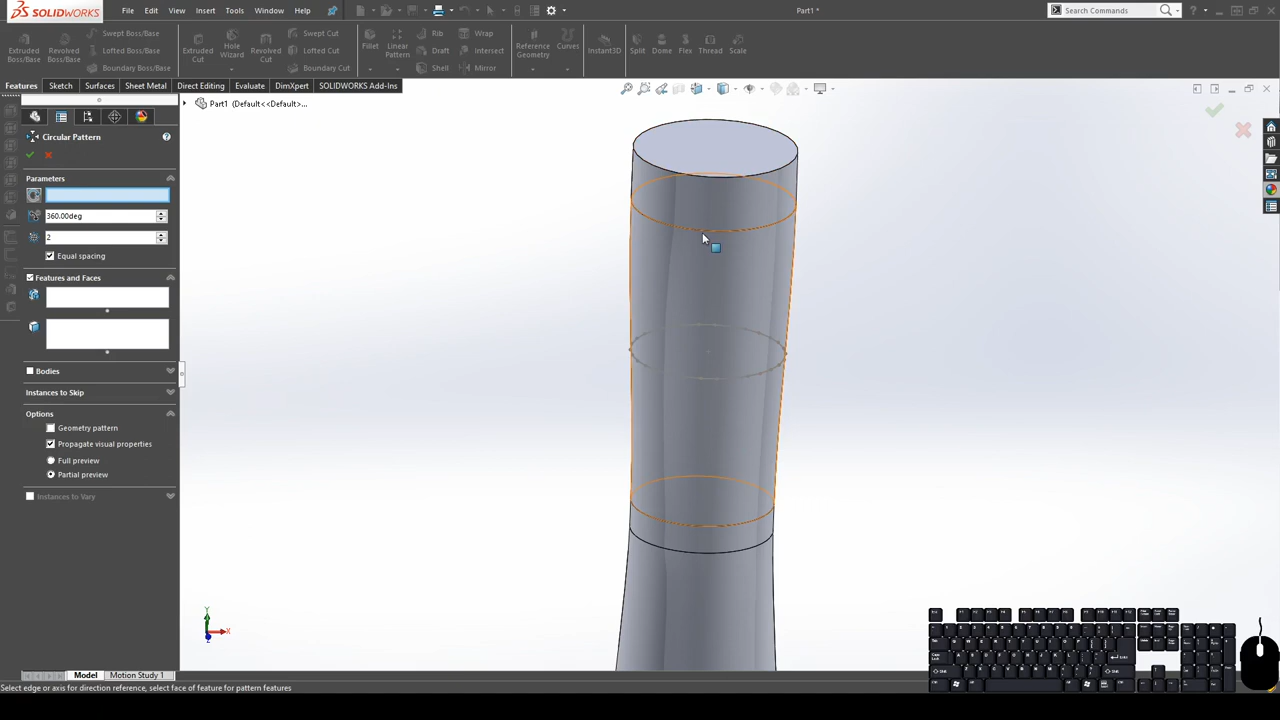 SOLIDWORKS
File Edit View Insert Tools Window Help
Part1 *
Search Commands
Extruded Boss/Base
Revolved Boss/Base
Swept Boss/Base
Lofted Boss/Base
Boundary Boss/Base
Extruded Cut
Hole Wizard
Revolved Cut
Swept Cut
Lofted Cut
Boundary Cut
Fillet
Linear Pattern
Rib
Draft
Shell
Wrap
Intersect
Mirror
Reference Geometry
Curves
Instant3D
Split
Dome
Flex
Thread
Scale
Features Sketch Surfaces Sheet Metal Direct Editing Evaluate DimXpert SOLIDWORKS Add-Ins
Part1 (Default<<Default>...
Circular Pattern
Parameters
360.00deg
2
Equal spacing
Features and Faces
Bodies
Instances to Skip
Options
Geometry pattern
Propagate visual properties
Full preview
Partial preview
Instances to Vary
Y
X
Z
Model Motion Study 1
Select edge or axis for direction reference, select face of feature for pattern features